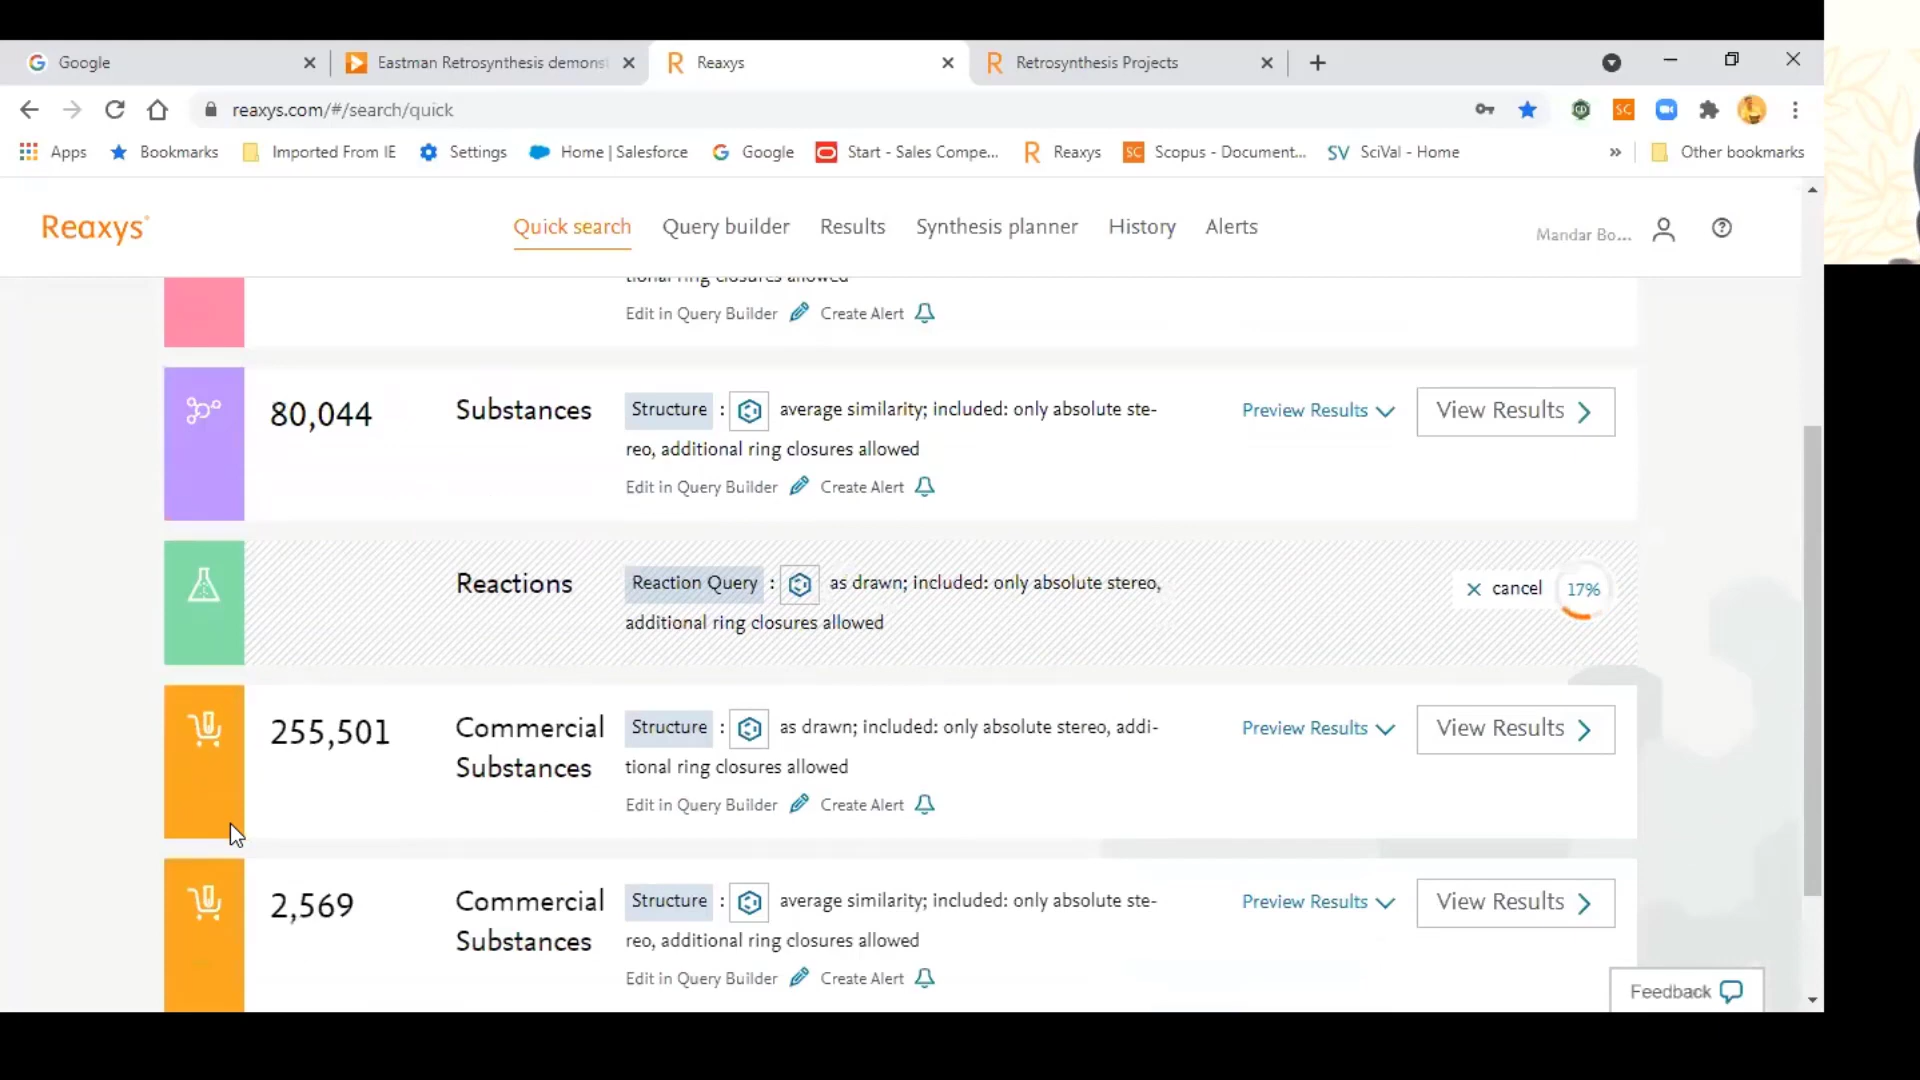 Google
Eastman Retrosynthesis demons
Reaxys
Retrosynthesis Projects
reaxys.com/#/search/quick
SC
Apps
Bookmarks
Imported From IE
Settings
Home | Salesforce
Google
Start - Sales Compe...
Reaxys
SC
Scopus - Document...
SV
SciVal - Home
»
Other bookmarks
Reaxys®
Quick search
Query builder
Results
Synthesis planner
History
Alerts
Mandar Bo...
tional ring closures allowed
Edit in Query Builder
Create Alert
80,044
Substances
Structure : average similarity; included: only absolute ste-
reo, additional ring closures allowed
Edit in Query Builder
Create Alert
Preview Results
View Results
Reactions
Reaction Query : as drawn; included: only absolute stereo,
additional ring closures allowed
cancel
17%
255,501
Commercial
Substances
Structure : as drawn; included: only absolute stereo, addi-
tional ring closures allowed
Edit in Query Builder
Create Alert
Preview Results
View Results
2,569
Commercial
Substances
Structure : average similarity; included: only absolute ste-
reo, additional ring closures allowed
Edit in Query Builder
Create Alert
Preview Results
View Results
Feedback